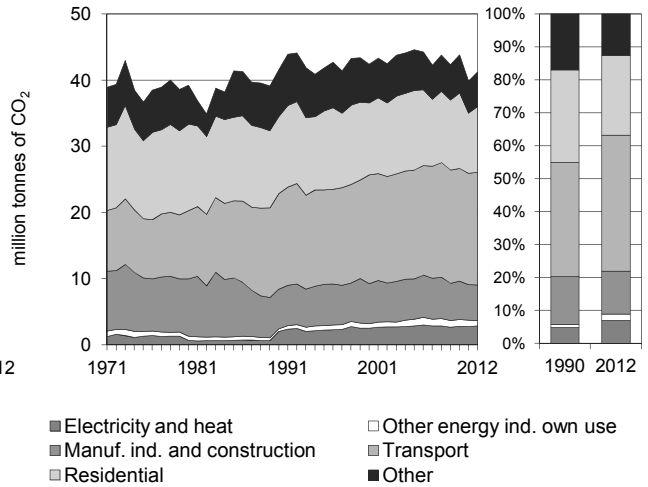 million tonnes of CO2
50
40
30
20
10
0
1971 1981 1991 2001 2012
100%
90%
80%
70%
60%
50%
40%
30%
20%
10%
0%
1990 2012
12
Electricity and heat
Other energy ind. own use
Manuf. ind. and construction
Transport
Residential
Other